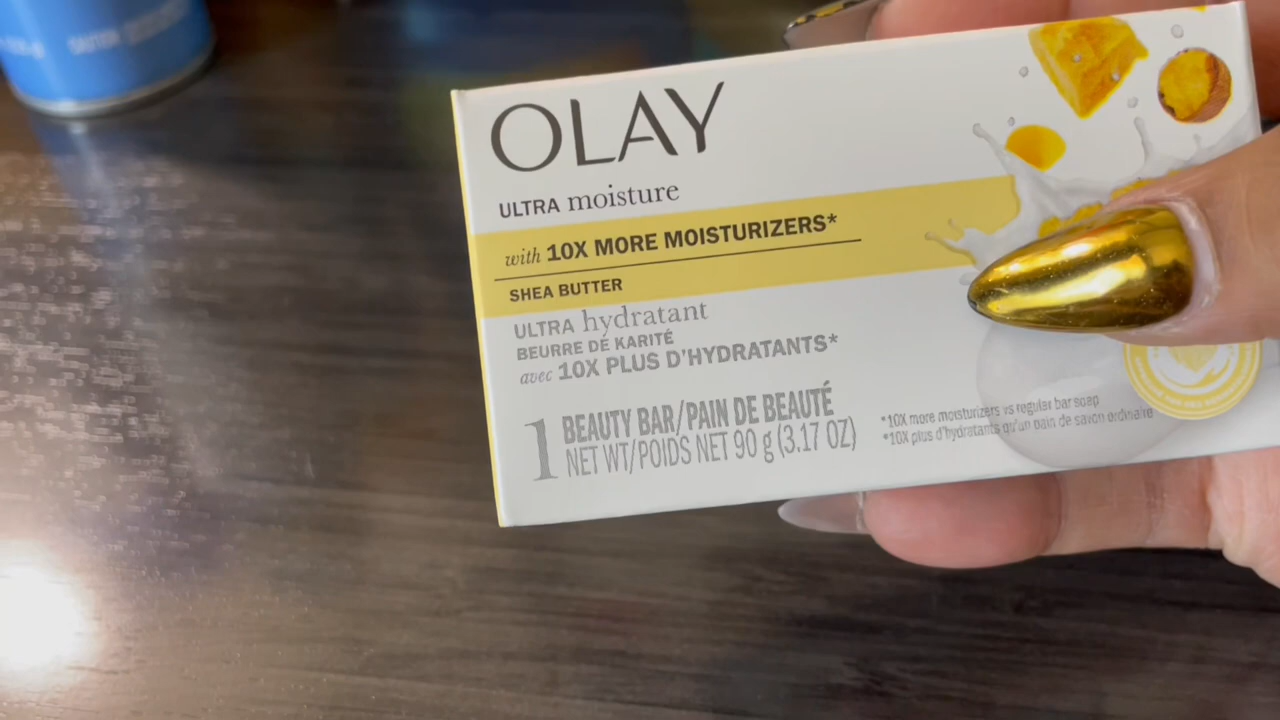 OLAY
ULTRA moisture
with 10X MORE MOISTURIZERS*
SHEA BUTTER
ULTRA hydratant
BEURRE DE KARITÉ
avec 10X PLUS D'HYDRATANTS*
1 BEAUTY BAR/PAIN DE BEAUTÉ
NET WT/POIDS NET 90 g (3.17 OZ)
*10X more moisturizers vs regular bar soap
*10X plus d'hydratants qu'un pain de savon ordinaire